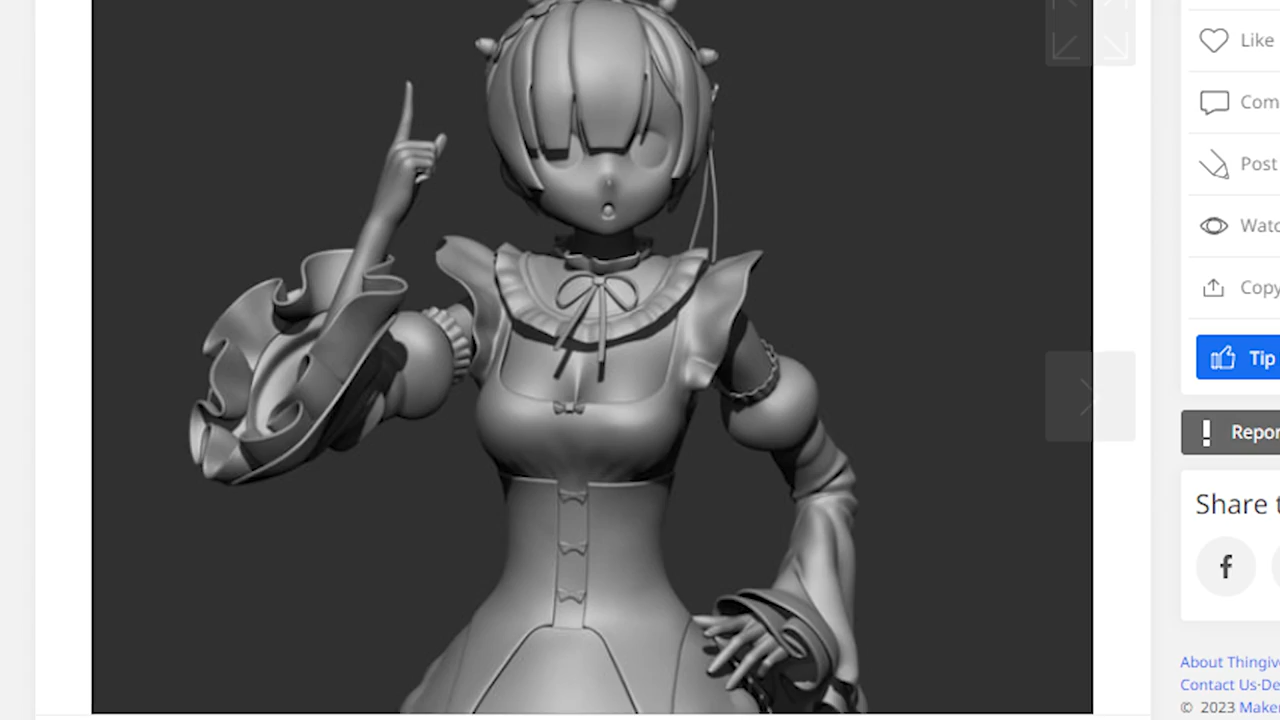 Like
Com
Post
Watc
Copy
Tip
Repor
Share t
About Thingiv
Contact Us·De
© 2023 Make